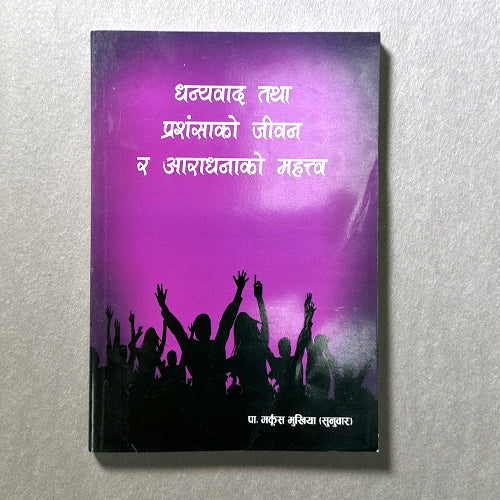 धन्यवाद तथा
प्रशंसाको जीवन
र आराधनाको महत्त्व
पा. मर्कुस मुखिया (सुनुवार)